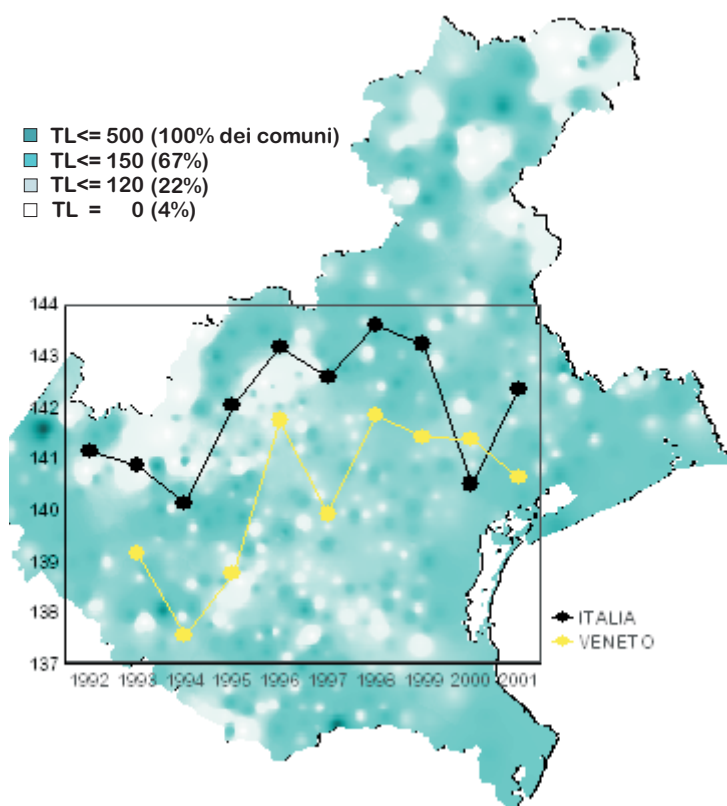 TL<= 500 (100% dei comuni)
TL<= 150 (67%)
TL<= 120 (22%)
TL = 0 (4%)
144
143
142
141
140
139
138
137
1992 1993 1994 1995 1996 1997 1998 1999 2000 2001
ITALIA
VENETO